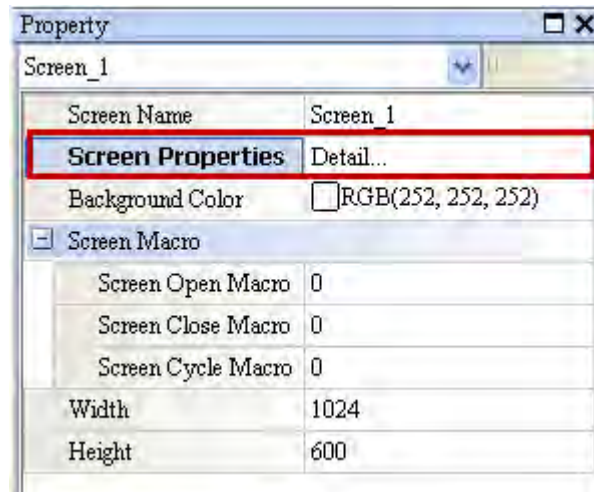 Property
Screen_1
Screen Name Screen_1
Screen Properties Detail...
Background Color RGB(252, 252, 252)
Screen Macro
Screen Open Macro 0
Screen Close Macro 0
Screen Cycle Macro 0
Width 1024
Height 600